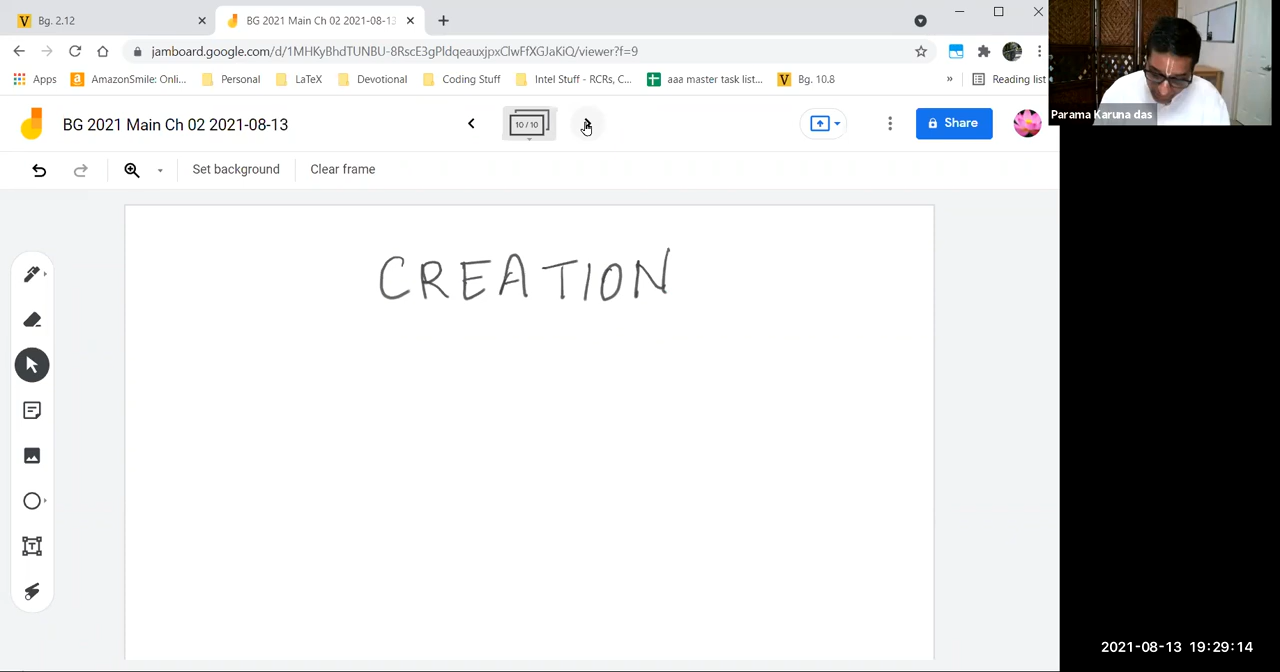 Bg. 2.12
BG 2021 Main Ch 02 2021-08-13
jamboard.google.com/d/1MHKyBhdTUNBU-8RscE3gPldqeauxjpxClwFfXGJaKiQ/viewer?f=9
Apps
AmazonSmile: Onli...
Personal
LaTeX
Devotional
Coding Stuff
Intel Stuff - RCRs, C...
aaa master task list...
Bg. 10.8
»
Reading list
Parama Karuna das
BG 2021 Main Ch 02 2021-08-13
10 / 10
Share
Set background
Clear frame
CREATION
2021-08-13 19:29:14